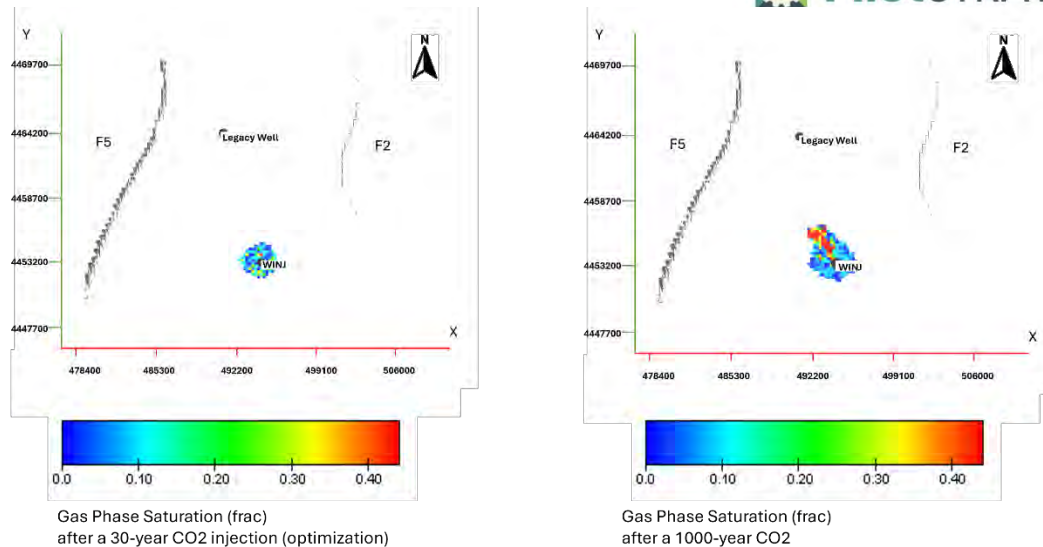 Y
N
4469700
Legacy Well
4464200
F5
F2
4458700
4453200
WINJ
4447700
X
478400 485300 492200 499100 506000
0.0 0.10 0.20 0.30 0.40
Gas Phase Saturation (frac)
after a 30-year CO2 injection (optimization)
Y
N
4469700
Legacy Well
4464200
F5
F2
4458700
4453200
WINJ
4447700
X
478400 485300 492200 499100 506000
0.0 0.10 0.20 0.30 0.40
Gas Phase Saturation (frac)
after a 1000-year CO2